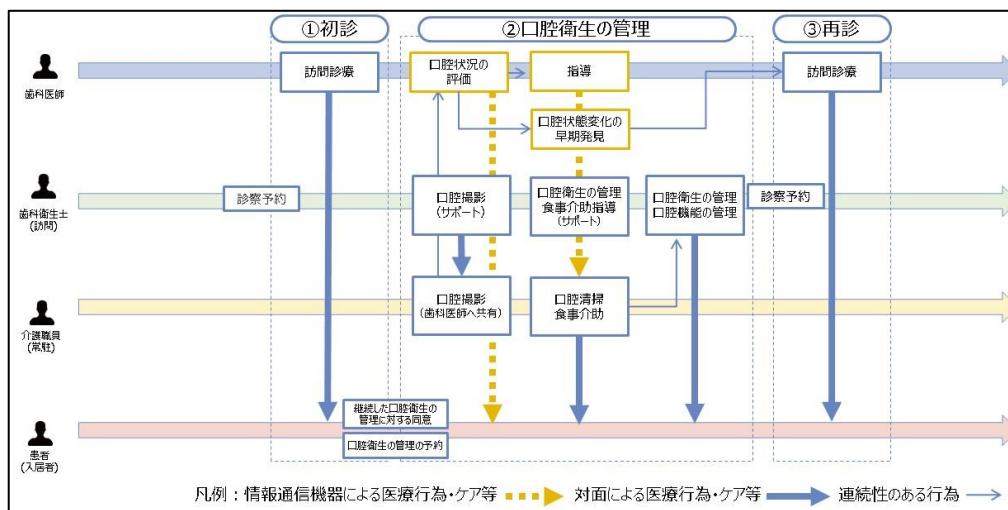 ①初診
②口腔衛生の管理
③再診
歯科医師
訪問診療
口腔状況の
評価
指導
訪問診療
口腔状態変化の
早期発見
歯科衛生士
(訪問)
診察予約
口腔撮影
(サポート)
口腔衛生の管理
食事介助指導
(サポート)
口腔衛生の管理
口腔機能の管理
診察予約
介護職員
(常駐)
口腔撮影
(歯科医師へ共有)
口腔清掃
食事介助
患者
(入居者)
継続した口腔衛生の
管理に対する同意
口腔衛生の管理の予約
凡例：情報通信機器による医療行為・ケア等 対面による医療行為・ケア等 連続性のある行為